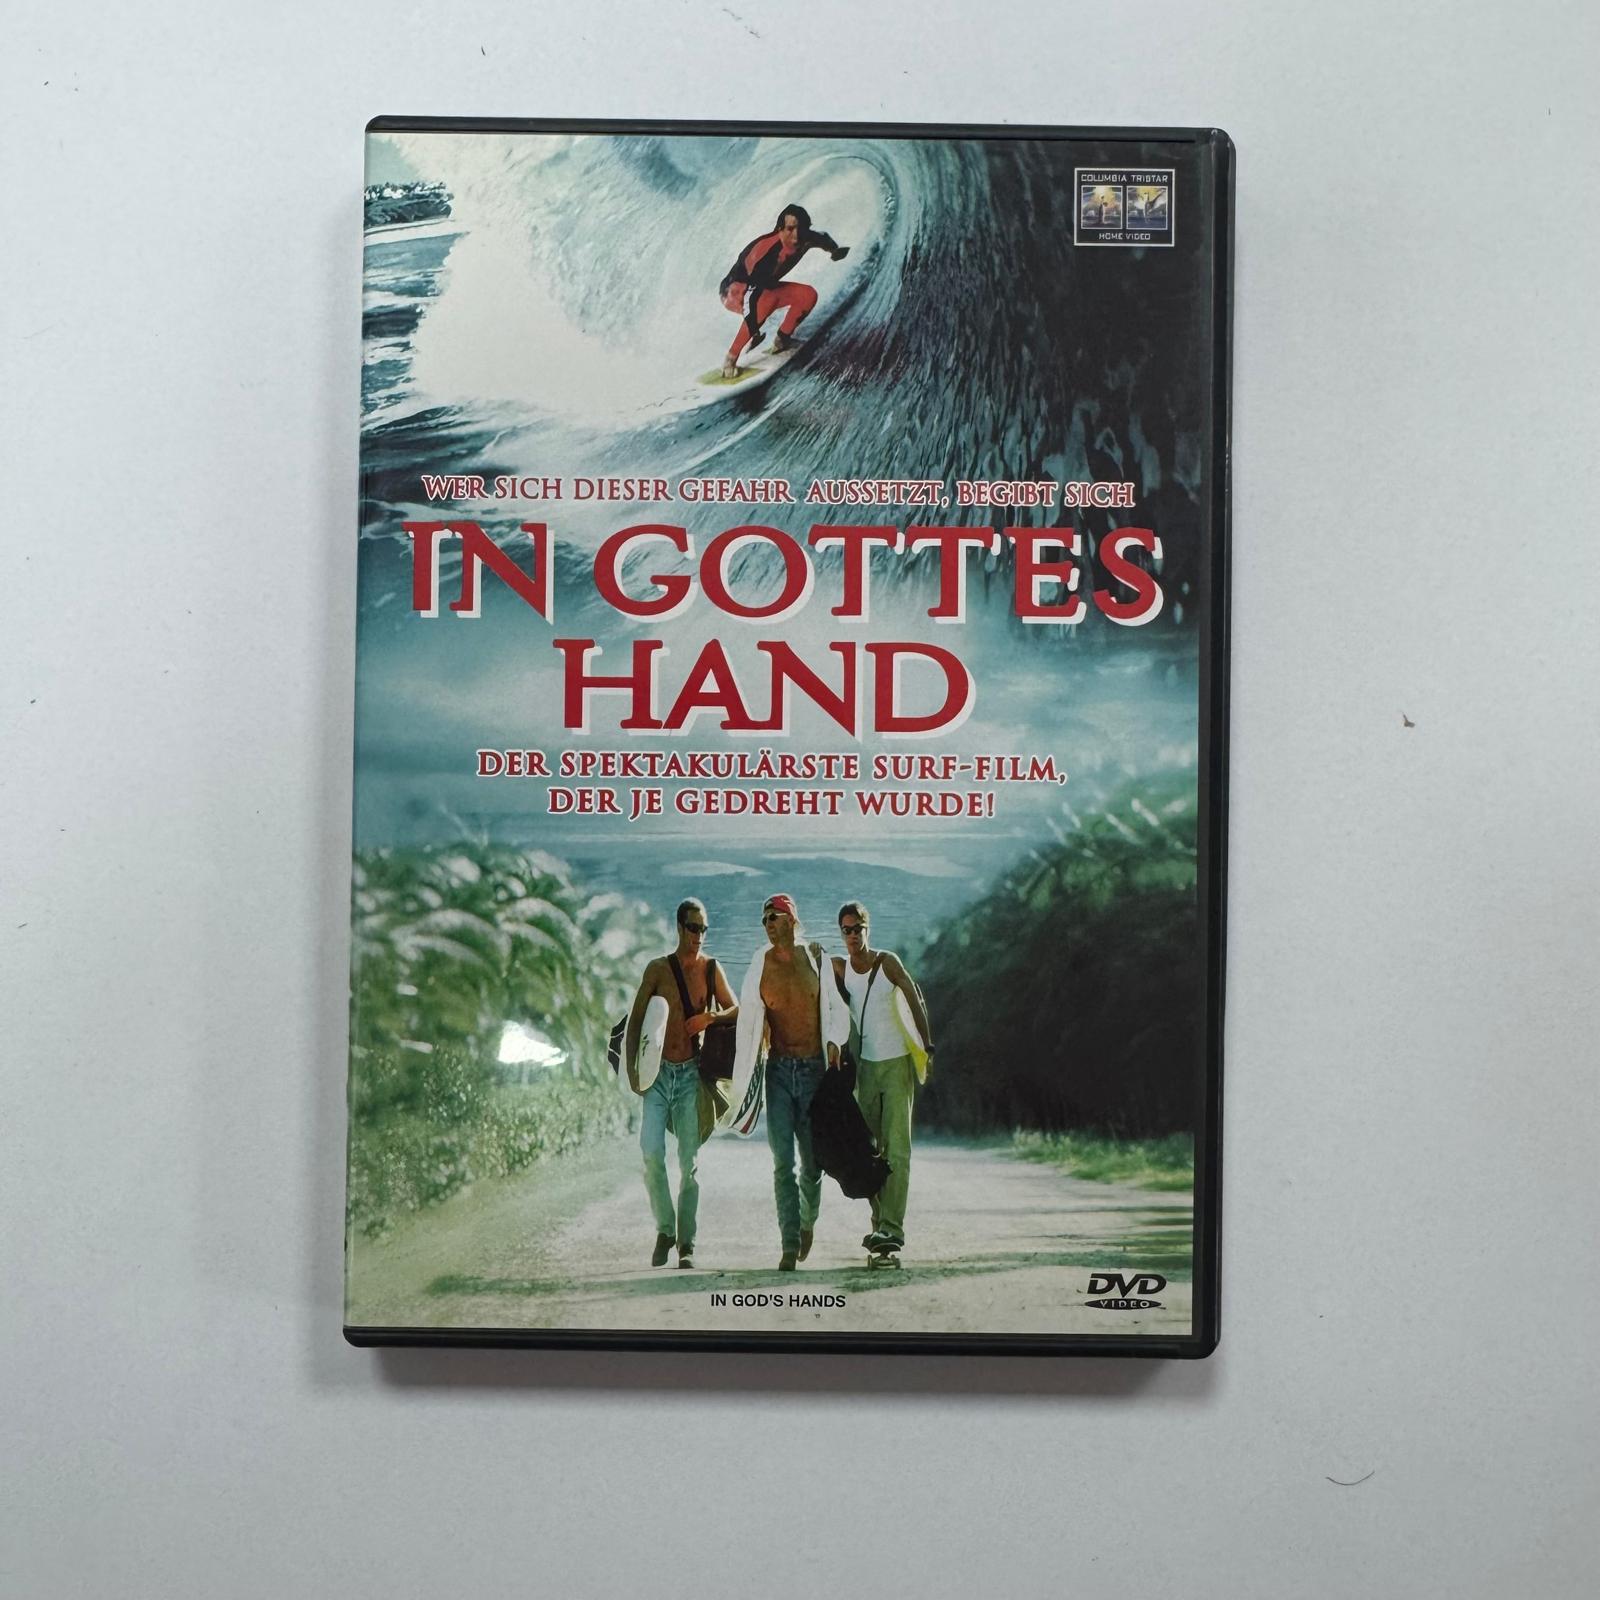 COLUMBIA TRISTAR
HOME VIDEO
WER SICH DIESER GEFAHR AUSSETZT, BEGIBT SICH
IN GOTTES
HAND
DER SPEKTAKULÄRSTE SURF-FILM,
DER JE GEDREHT WURDE!
IN GOD'S HANDS
DVD
VIDEO